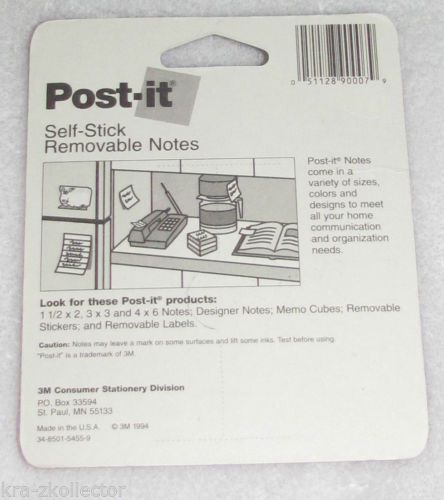 0 51128 90007 9
Post-it®
Self-Stick
Removable Notes
Post-it® Notes
come in a
variety of sizes,
colors and
designs to meet
all your home
communication
and organization
needs.
Look for these Post-it® products:
1 1/2 x 2, 3 x 3 and 4 x 6 Notes; Designer Notes; Memo Cubes; Removable
Stickers; and Removable Labels.
Caution: Notes may leave a mark on some surfaces and lift some inks. Test before using.
"Post-it" is a trademark of 3M.
3M Consumer Stationery Division
P.O. Box 33594
St. Paul, MN 55133
Made in the U.S.A. © 3M 1994
34-8501-5455-9
kra-zkollector